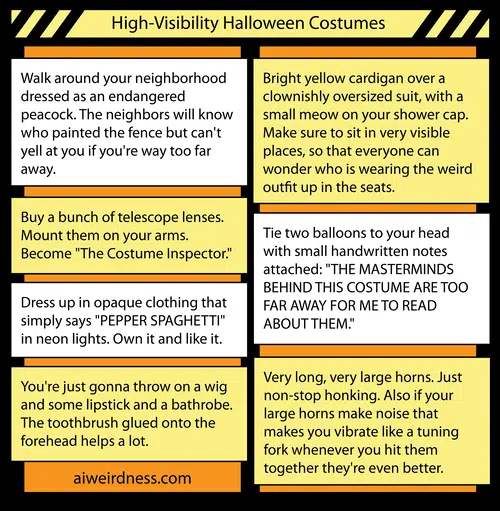 High-Visibility Halloween Costumes
Walk around your neighborhood
dressed as an endangered
peacock. The neighbors will know
who painted the fence but can't
yell at you if you're way too far
away.
Buy a bunch of telescope lenses.
Mount them on your arms.
Become "The Costume Inspector."
Dress up in opaque clothing that
simply says "PEPPER SPAGHETTI"
in neon lights. Own it and like it.
You're just gonna throw on a wig
and some lipstick and a bathrobe.
The toothbrush glued onto the
forehead helps a lot.
aiweirdness.com
Bright yellow cardigan over a
clownishly oversized suit, with a
small meow on your shower cap.
Make sure to sit in very visible
places, so that everyone can
wonder who is wearing the weird
outfit up in the seats.
Tie two balloons to your head
with small handwritten notes
attached: "THE MASTERMINDS
BEHIND THIS COSTUME ARE TOO
FAR AWAY FOR ME TO READ
ABOUT THEM."
Very long, very large horns. Just
non-stop honking. Also if your
large horns make noise that
makes you vibrate like a tuning
fork whenever you hit them
together they're even better.